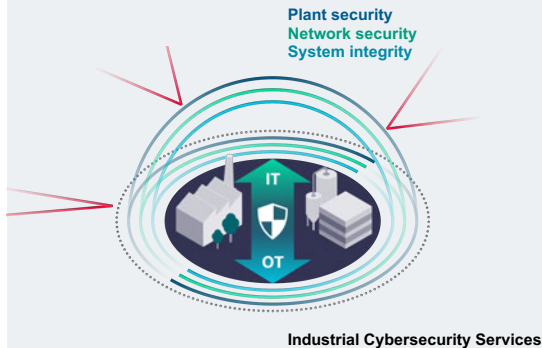 Plant security
Network security
System integrity
IT
OT
Industrial Cybersecurity Services